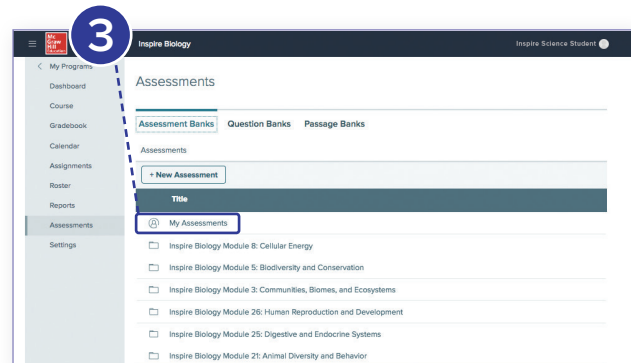 Mc
Graw
Hill
Education
3
Inspire Biology
Inspire Science Student
My Programs
Dashboard
Course
Gradebook
Calendar
Assignments
Roster
Reports
Assessments
Settings
Assessments
Assessment Banks Question Banks Passage Banks
Assessments
+ New Assessment
Title
My Assessments
Inspire Biology Module 8: Cellular Energy
Inspire Biology Module 5: Biodiversity and Conservation
Inspire Biology Module 3: Communities, Biomes, and Ecosystems
Inspire Biology Module 26: Human Reproduction and Development
Inspire Biology Module 25: Digestive and Endocrine Systems
Inspire Biology Module 21: Animal Diversity and Behavior